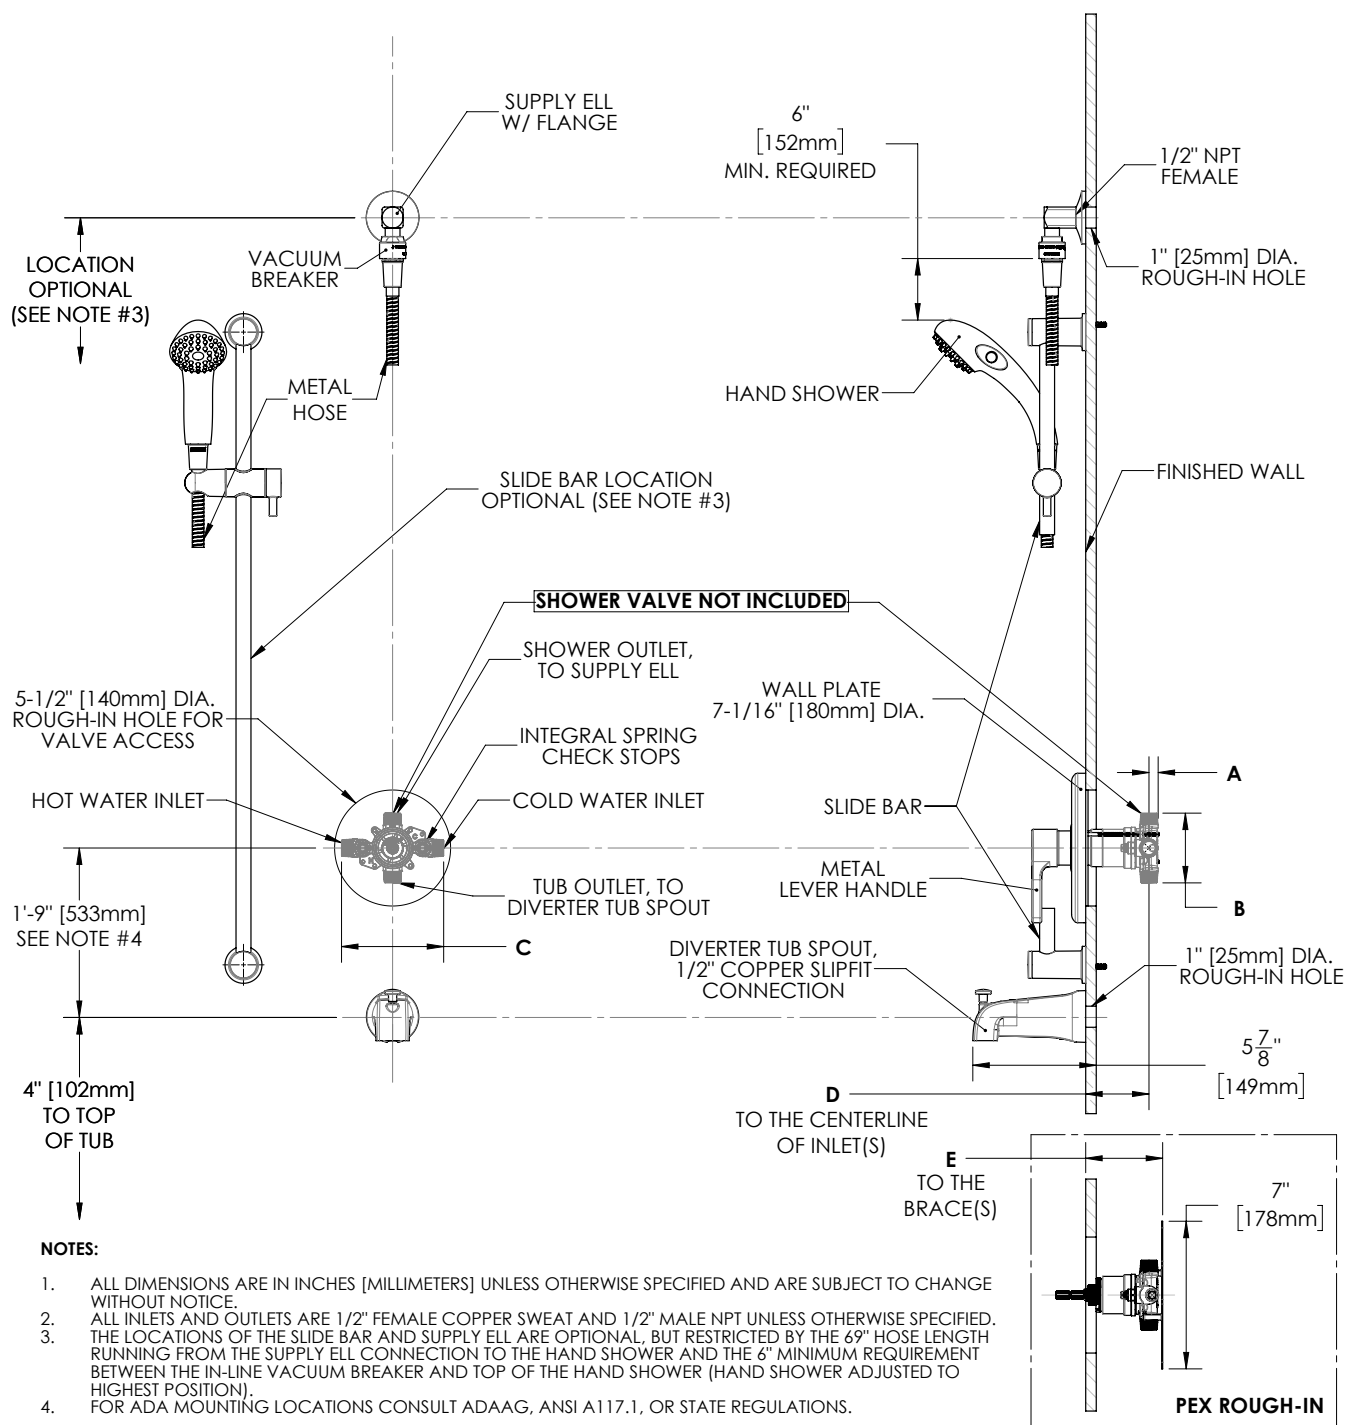 SUPPLY ELL
W/ FLANGE
6"
[152mm]
MIN. REQUIRED
1/2" NPT
FEMALE
LOCATION
OPTIONAL
(SEE NOTE #3)
VACUUM
BREAKER
1" [25mm] DIA.
ROUGH-IN HOLE
METAL
HOSE
HAND SHOWER
SLIDE BAR LOCATION
OPTIONAL (SEE NOTE #3)
FINISHED WALL
SHOWER VALVE NOT INCLUDED
SHOWER OUTLET,
TO SUPPLY ELL
5-1/2" [140mm] DIA.
ROUGH-IN HOLE FOR
VALVE ACCESS
WALL PLATE
7-1/16" [180mm] DIA.
INTEGRAL SPRING
CHECK STOPS
A
HOT WATER INLET
COLD WATER INLET
SLIDE BAR
METAL
LEVER HANDLE
TUB OUTLET, TO
DIVERTER TUB SPOUT
B
1'-9" [533mm]
SEE NOTE #4
C
DIVERTER TUB SPOUT,
1/2" COPPER SLIPFIT
CONNECTION
1" [25mm] DIA.
ROUGH-IN HOLE
5 7/8"
[149mm]
4" [102mm]
TO TOP
OF TUB
D
TO THE CENTERLINE
OF INLET(S)
E
TO THE
BRACE(S)
7"
[178mm]
PEX ROUGH-IN
NOTES:
1. ALL DIMENSIONS ARE IN INCHES [MILLIMETERS] UNLESS OTHERWISE SPECIFIED AND ARE SUBJECT TO CHANGE
WITHOUT NOTICE.
2. ALL INLETS AND OUTLETS ARE 1/2" FEMALE COPPER SWEAT AND 1/2" MALE NPT UNLESS OTHERWISE SPECIFIED.
3. THE LOCATIONS OF THE SLIDE BAR AND SUPPLY ELL ARE OPTIONAL, BUT RESTRICTED BY THE 69" HOSE LENGTH
RUNNING FROM THE SUPPLY ELL CONNECTION TO THE HAND SHOWER AND THE 6" MINIMUM REQUIREMENT
BETWEEN THE IN-LINE VACUUM BREAKER AND TOP OF THE HAND SHOWER (HAND SHOWER ADJUSTED TO
HIGHEST POSITION).
4. FOR ADA MOUNTING LOCATIONS CONSULT ADAAG, ANSI A117.1, OR STATE REGULATIONS.